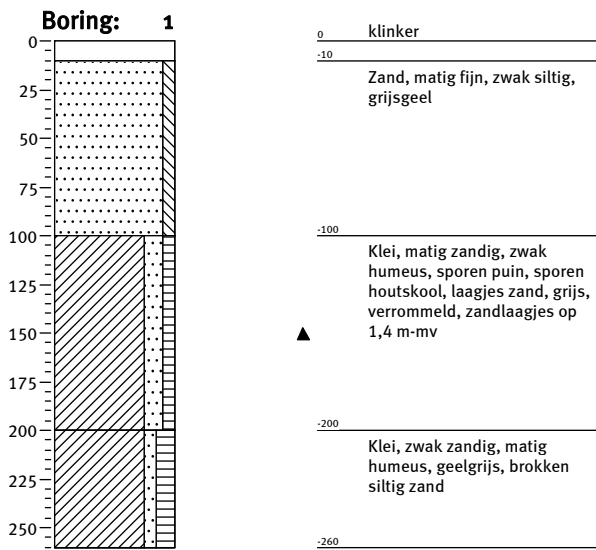 Boring: 1
0
25
50
75
100
125
150
175
200
225
250
0
klinker
-10
Zand, matig fijn, zwak siltig,
grijsgeel
-100
Klei, matig zandig, zwak
humeus, sporen puin, sporen
houtskool, laagjes zand, grijs,
verrommeld, zandlaagjes op
1,4 m-mv
-200
Klei, zwak zandig, matig
humeus, geelgrijs, brokken
siltig zand
-260